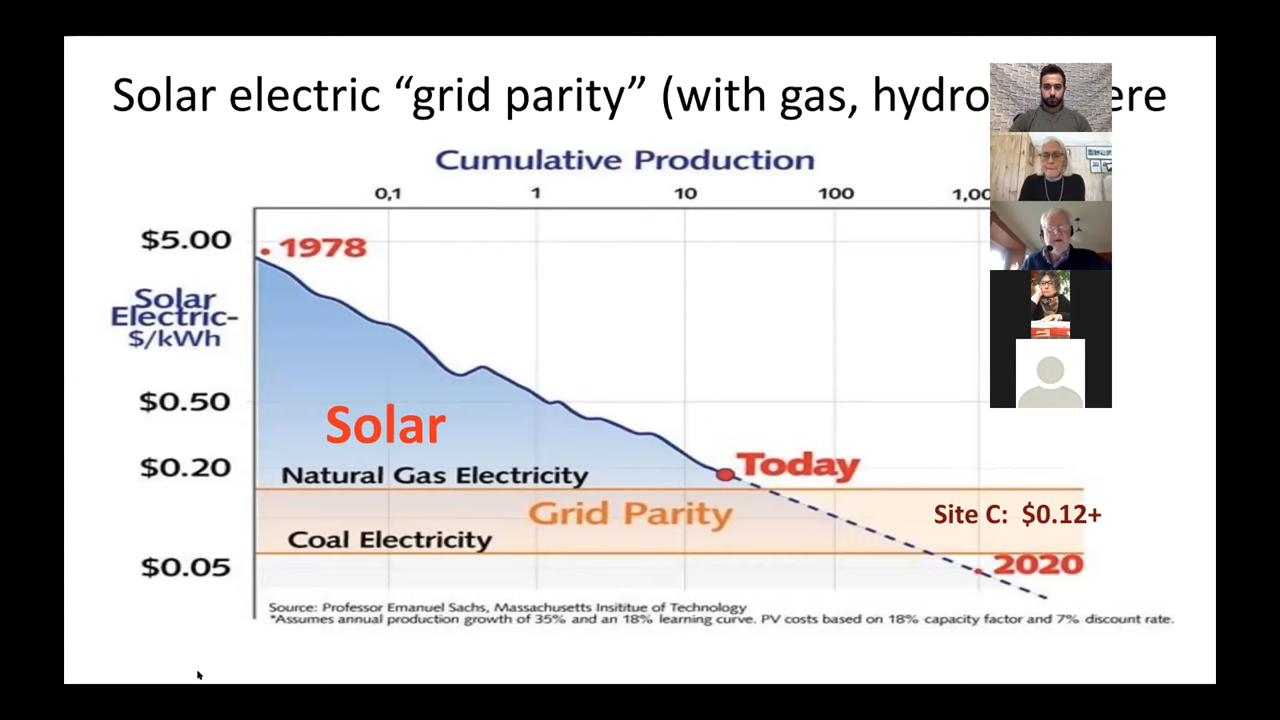 Solar electric “grid parity” (with gas, hydro ere
Cumulative Production
0,1 1 10 100 1,00
$5.00
1978
Solar
Electric-
$/kWh
$0.50
Solar
$0.20
Natural Gas Electricity
Today
Grid Parity
Site C: $0.12+
Coal Electricity
$0.05
2020
Source: Professor Emanuel Sachs, Massachusetts Insititue of Technology
*Assumes annual production growth of 35% and an 18% learning curve. PV costs based on 18% capacity factor and 7% discount rate.